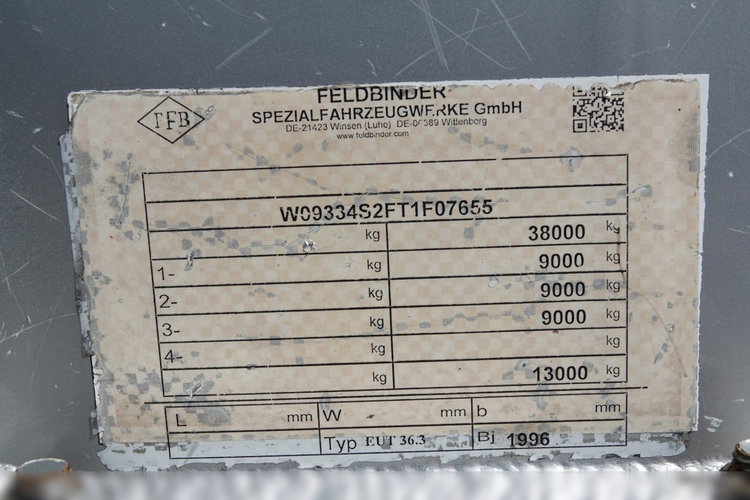 FFB
FELDBINDER
SPEZIALFAHRZEUGWERKE GmbH
DE-21423 Winsen (Luhe) DE-06889 Wittenberg
www.feldbinder.com
W09334S2FT1F07655
kg 38000 kg
1- kg 9000 kg
2- kg 9000 kg
3- kg 9000 kg
4- kg kg
kg 13000 kg
L mm W mm b mm
Typ EUT 36.3 Bj 1996